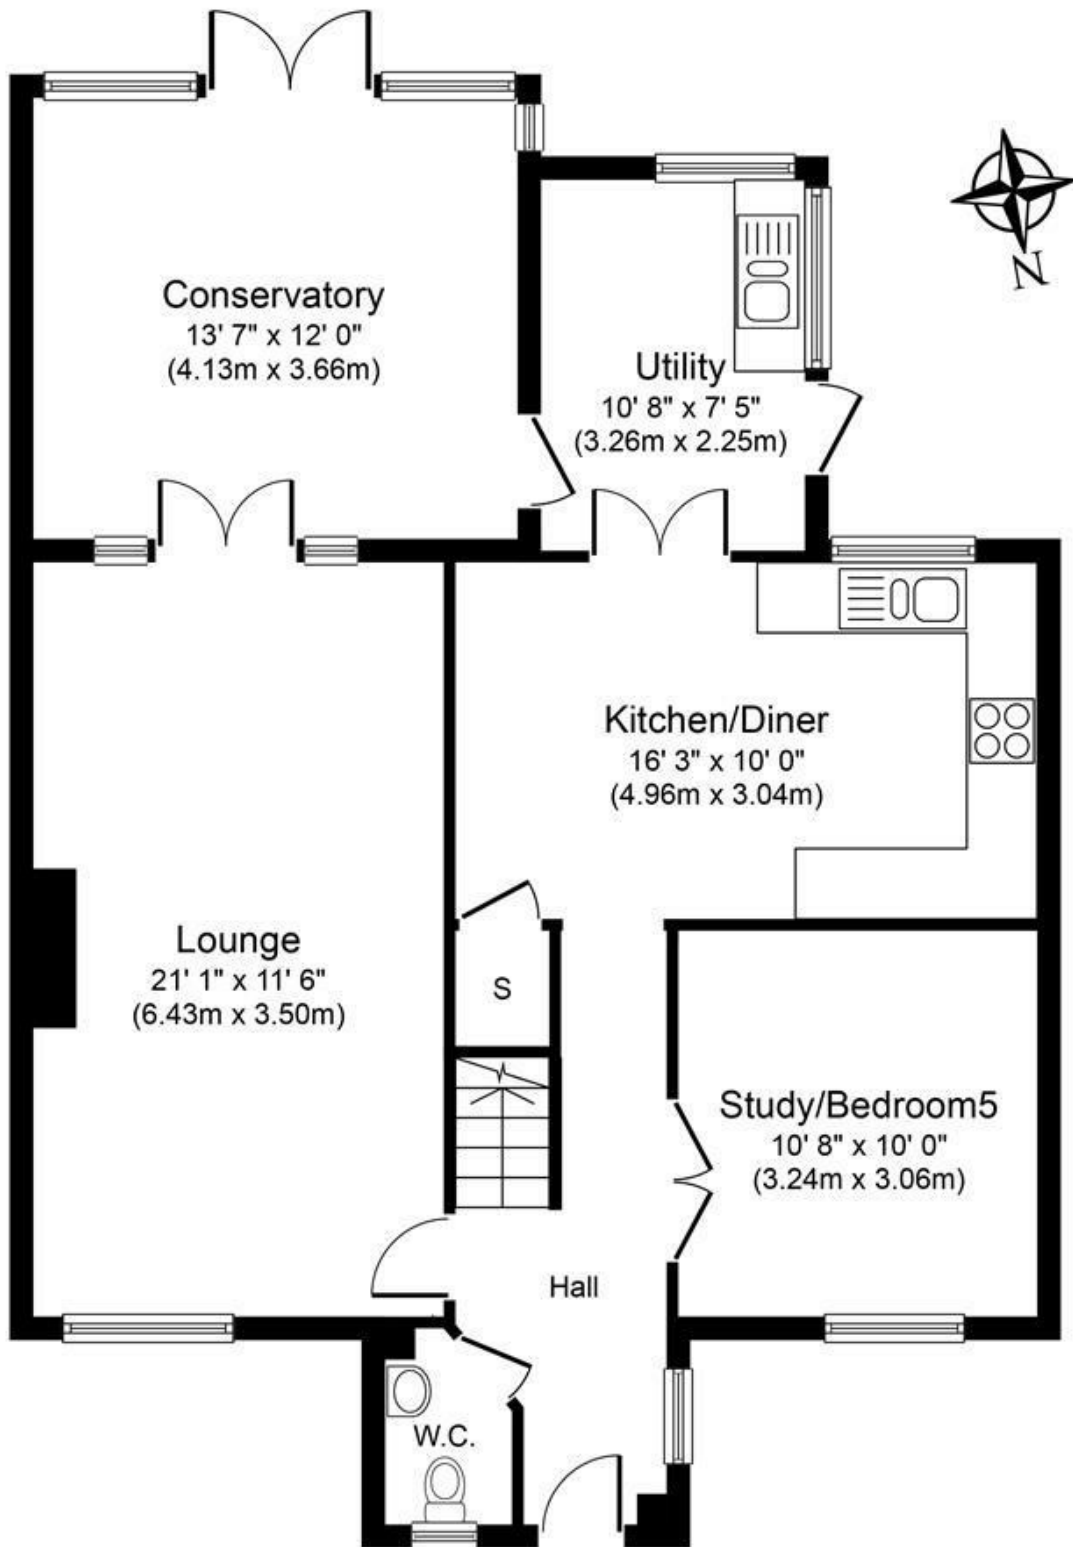 Conservatory
13' 7" x 12' 0"
(4.13m x 3.66m)
N
Utility
10' 8" x 7' 5"
(3.26m x 2.25m)
Kitchen/Diner
16' 3" x 10' 0"
(4.96m x 3.04m)
Lounge
21' 1" x 11' 6"
(6.43m x 3.50m)
S
Study/Bedroom5
10' 8" x 10' 0"
(3.24m x 3.06m)
Hall
W.C.